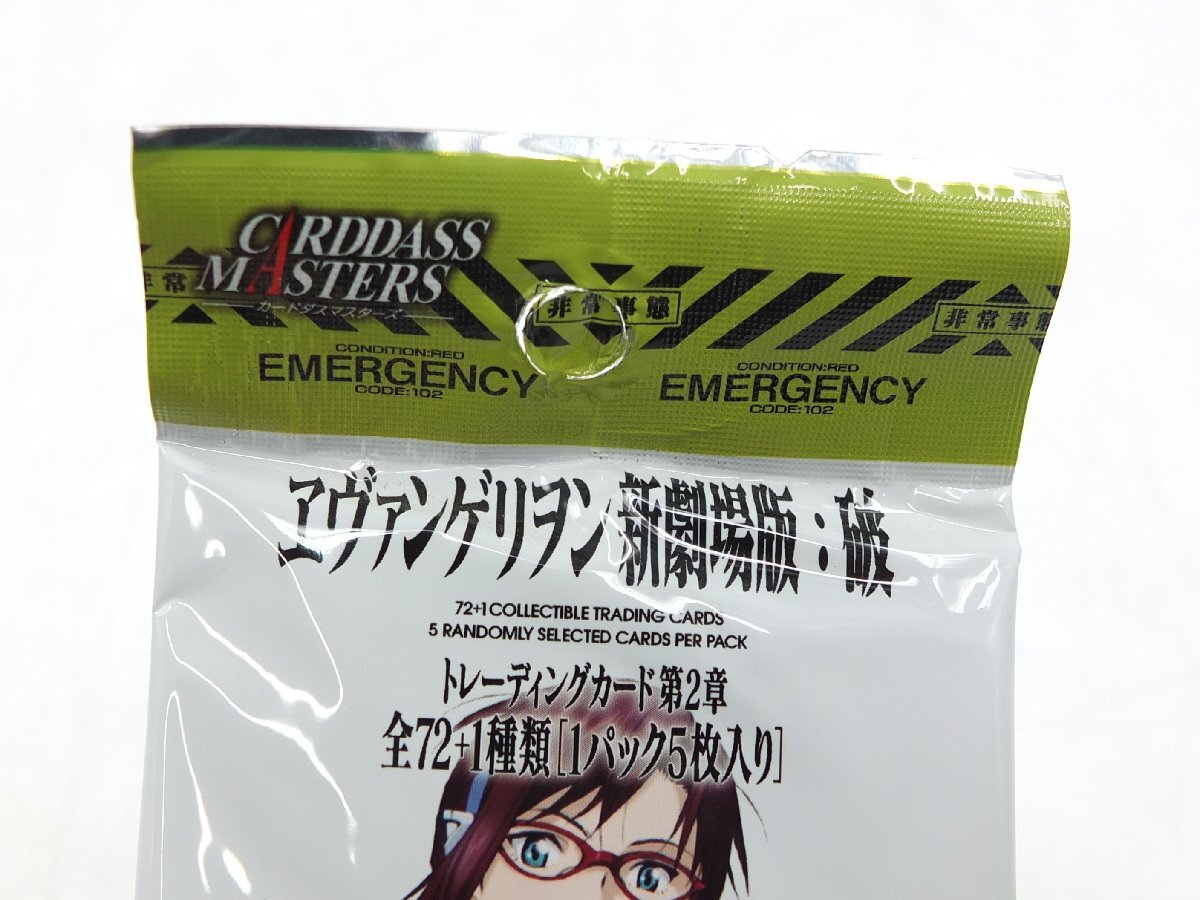 CARDDASS
MASTERS
カードダスマスターズ
非常
非常事態
非常事態
CONDITION:RED
EMERGENCY
CODE:102
CONDITION:RED
EMERGENCY
CODE:102
ヱヴァンゲリヲン新劇場版:破
72+1 COLLECTIBLE TRADING CARDS
5 RANDOMLY SELECTED CARDS PER PACK
トレーディングカード 第2章
全72+1種類[1パック5枚入り]